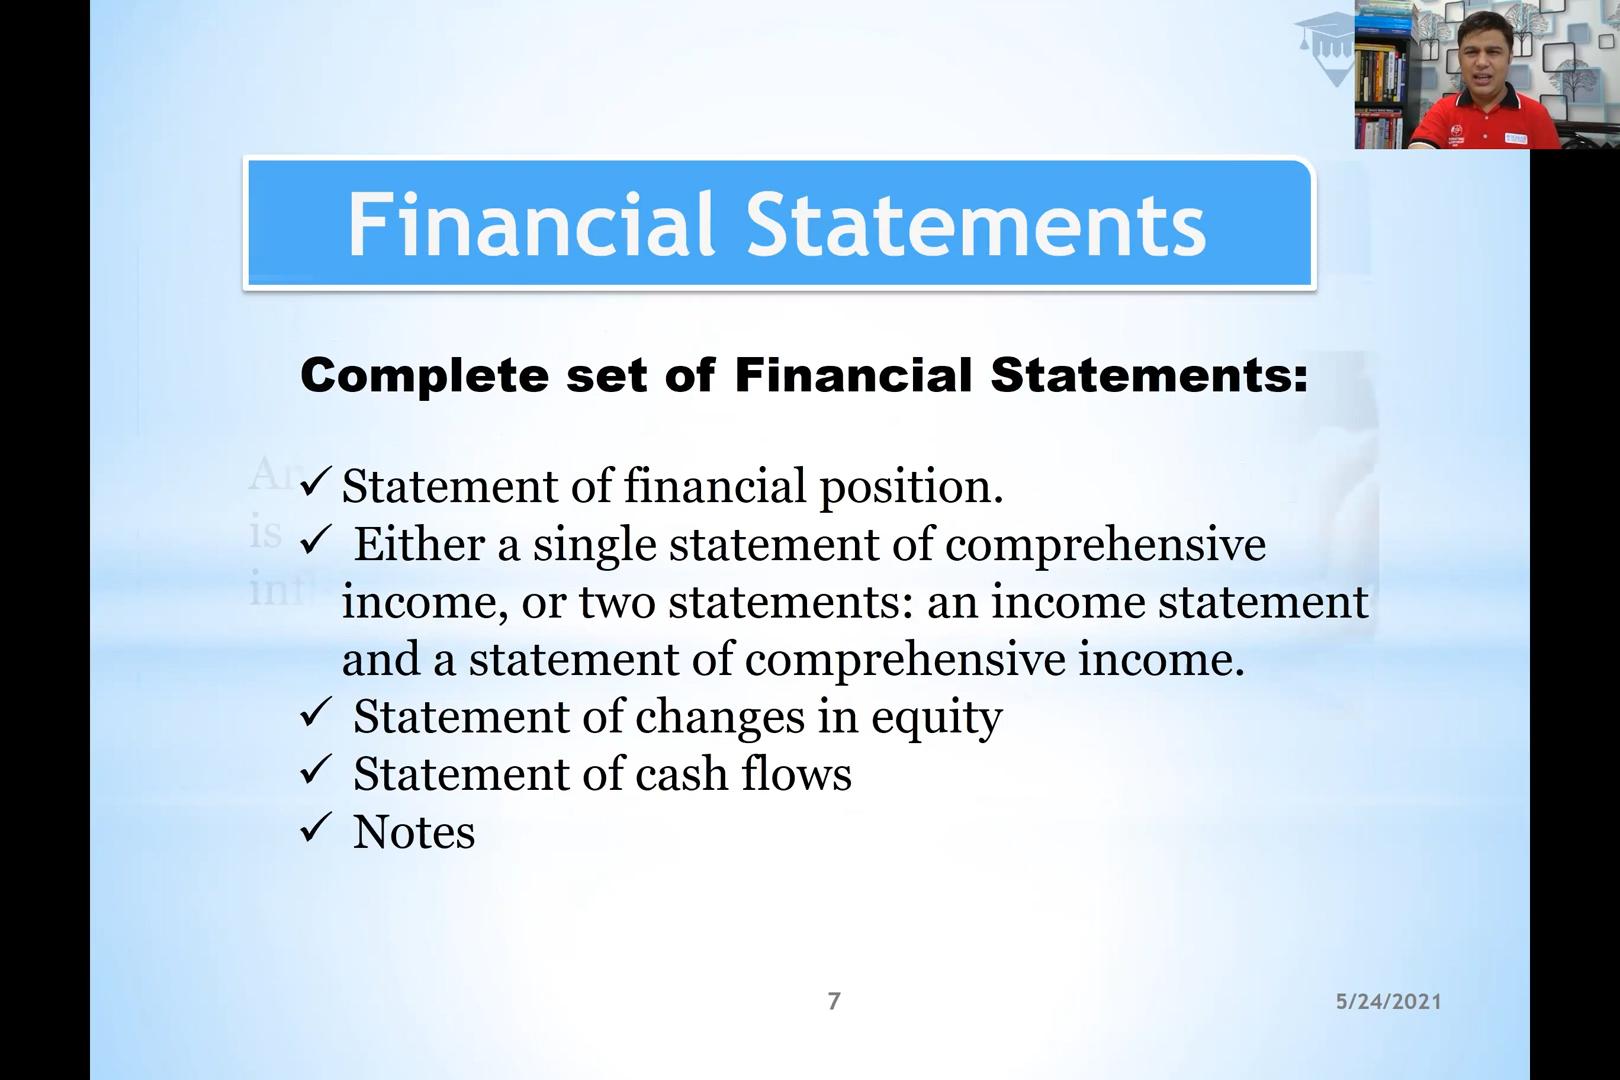 Financial Statements
Complete set of Financial Statements:
✓ Statement of financial position.
✓ Either a single statement of comprehensive
income, or two statements: an income statement
and a statement of comprehensive income.
✓ Statement of changes in equity
✓ Statement of cash flows
✓ Notes
7
5/24/2021